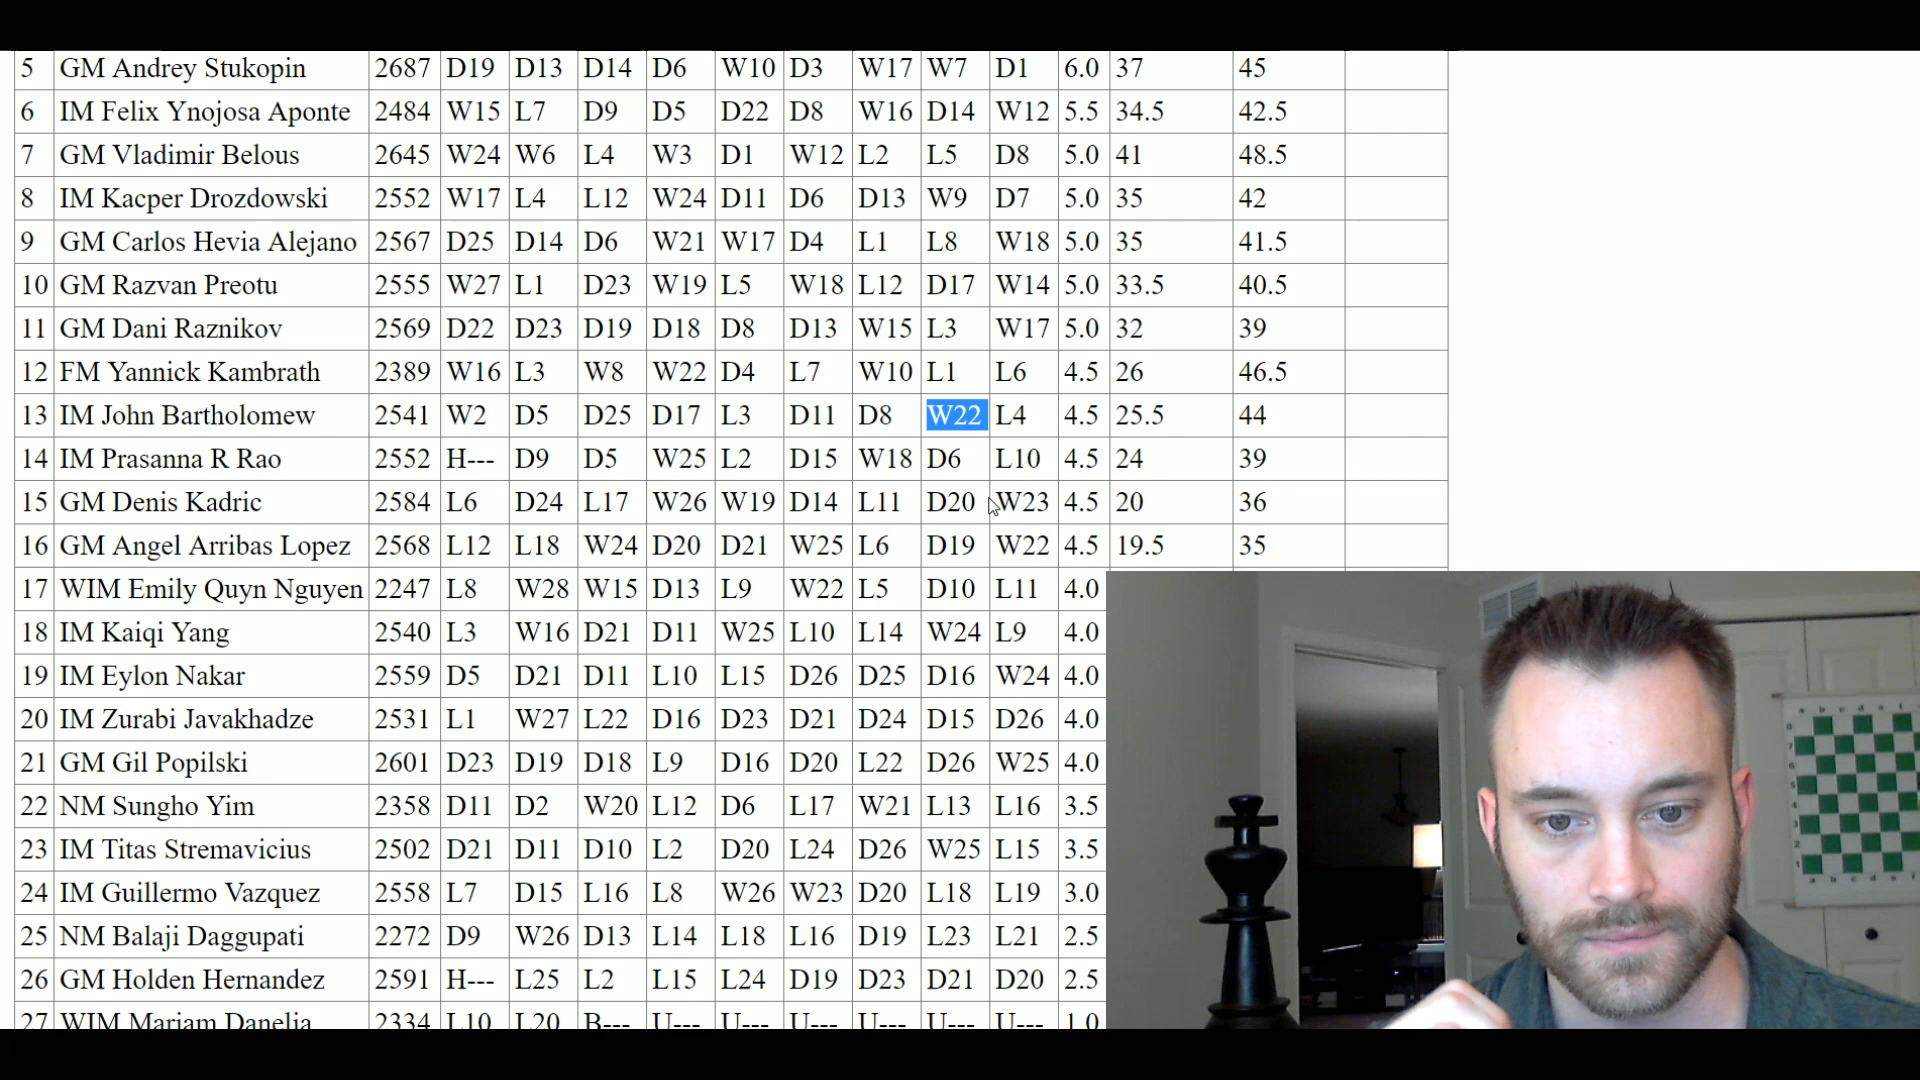 5 GM Andrey Stukopin 2687 D19 D13 D14 D6 W10 D3 W17 W7 D1 6.0 37 45
6 IM Felix Ynojosa Aponte 2484 W15 L7 D9 D5 D22 D8 W16 D14 W12 5.5 34.5 42.5
7 GM Vladimir Belous 2645 W24 W6 L4 W3 D1 W12 L2 L5 D8 5.0 41 48.5
8 IM Kacper Drozdowski 2552 W17 L4 L12 W24 D11 D6 D13 W9 D7 5.0 35 42
9 GM Carlos Hevia Alejano 2567 D25 D14 D6 W21 W17 D4 L1 L8 W18 5.0 35 41.5
10 GM Razvan Preotu 2555 W27 L1 D23 W19 L5 W18 L12 D17 W14 5.0 33.5 40.5
11 GM Dani Raznikov 2569 D22 D23 D19 D18 D8 D13 W15 L3 W17 5.0 32 39
12 FM Yannick Kambrath 2389 W16 L3 W8 W22 D4 L7 W10 L1 L6 4.5 26 46.5
13 IM John Bartholomew 2541 W2 D5 D25 D17 L3 D11 D8 W22 L4 4.5 25.5 44
14 IM Prasanna R Rao 2552 H--- D9 D5 W25 L2 D15 W18 D6 L10 4.5 24 39
15 GM Denis Kadric 2584 L6 D24 L17 W26 W19 D14 L11 D20 W23 4.5 20 36
16 GM Angel Arribas Lopez 2568 L12 L18 W24 D20 D21 W25 L6 D19 W22 4.5 19.5 35
17 WIM Emily Quyn Nguyen 2247 L8 W28 W15 D13 L9 W22 L5 D10 L11 4.0
18 IM Kaiqi Yang 2540 L3 W16 D21 D11 W25 L10 L14 W24 L9 4.0
19 IM Eylon Nakar 2559 D5 D21 D11 L10 L15 D26 D25 D16 W24 4.0
20 IM Zurabi Javakhadze 2531 L1 W27 L22 D16 D23 D21 D24 D15 D26 4.0
21 GM Gil Popilski 2601 D23 D19 D18 L9 D16 D20 L22 D26 W25 4.0
22 NM Sungho Yim 2358 D11 D2 W20 L12 D6 L17 W21 L13 L16 3.5
23 IM Titas Stremavicius 2502 D21 D11 D10 L2 D20 L24 D26 W25 L15 3.5
24 IM Guillermo Vazquez 2558 L7 D15 L16 L8 W26 W23 D20 L18 L19 3.0
25 NM Balaji Daggupati 2272 D9 W26 D13 L14 L18 L16 D19 L23 L21 2.5
26 GM Holden Hernandez 2591 H--- L25 L2 L15 L24 D19 D23 D21 D20 2.5
27 WIM Mariam Danelia 2334 L10 L20 B--- U--- U--- U--- U--- U--- U--- 1.0